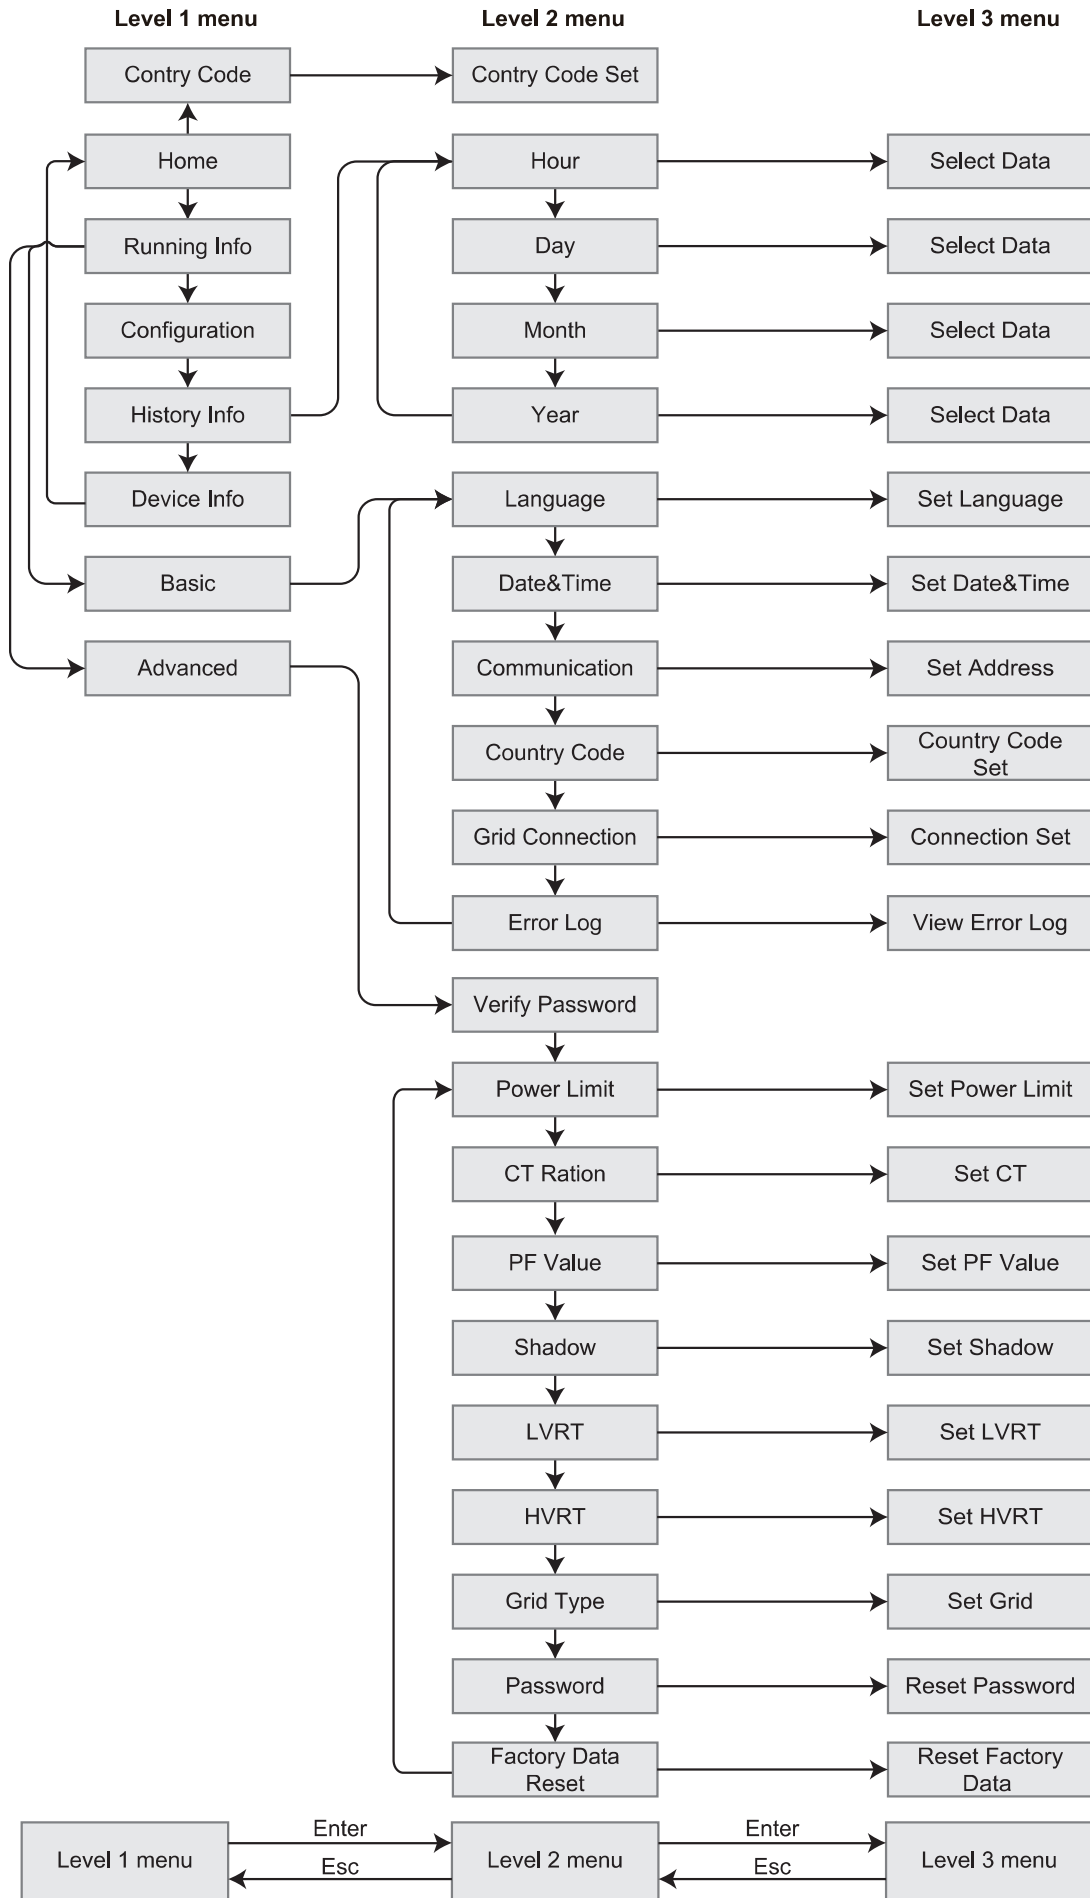 Level 1 menu
Level 2 menu
Level 3 menu
Contry Code
Contry Code Set
Home
Hour
Select Data
Running Info
Day
Select Data
Configuration
Month
Select Data
History Info
Year
Select Data
Device Info
Language
Set Language
Basic
Date&Time
Set Date&Time
Advanced
Communication
Set Address
Country Code
Country Code
Set
Grid Connection
Connection Set
Error Log
View Error Log
Verify Password
Power Limit
Set Power Limit
CT Ration
Set CT
PF Value
Set PF Value
Shadow
Set Shadow
LVRT
Set LVRT
HVRT
Set HVRT
Grid Type
Set Grid
Password
Reset Password
Factory Data
Reset
Reset Factory
Data
Level 1 menu
Enter
Esc
Level 2 menu
Enter
Esc
Level 3 menu